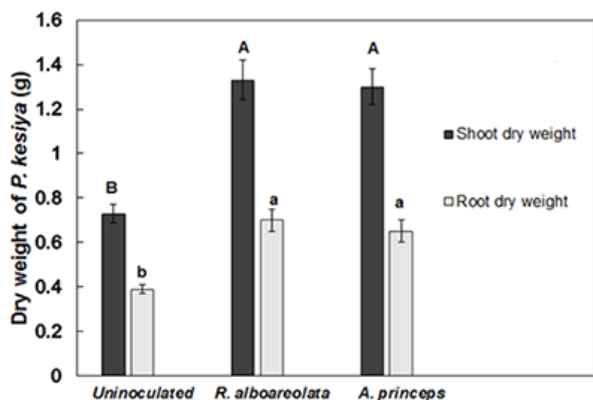 Dry weight of P. kesiya (g)
1.6
1.4
1.2
1
0.8
0.6
0.4
0.2
0
B
b
A
a
A
a
Shoot dry weight
Root dry weight
Uninoculated
R. alboareolata
A. princeps